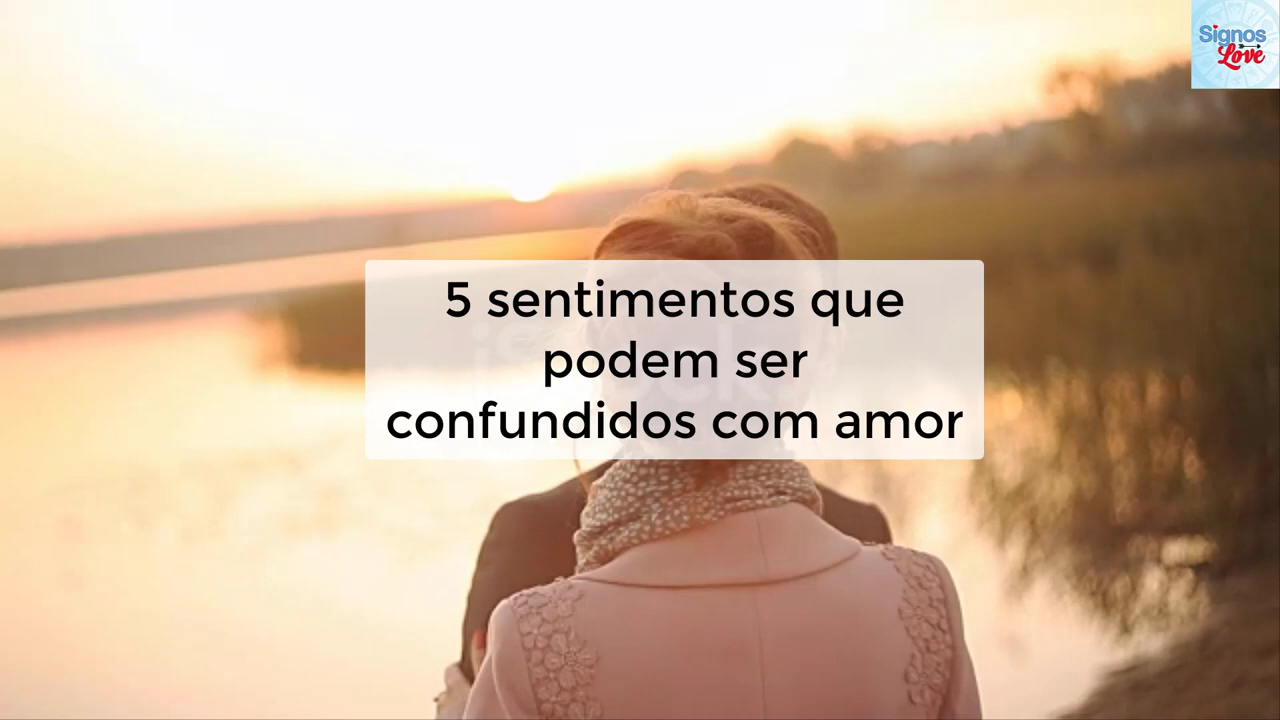 Signos
Love
5 sentimentos que
podem ser
confundidos com amor